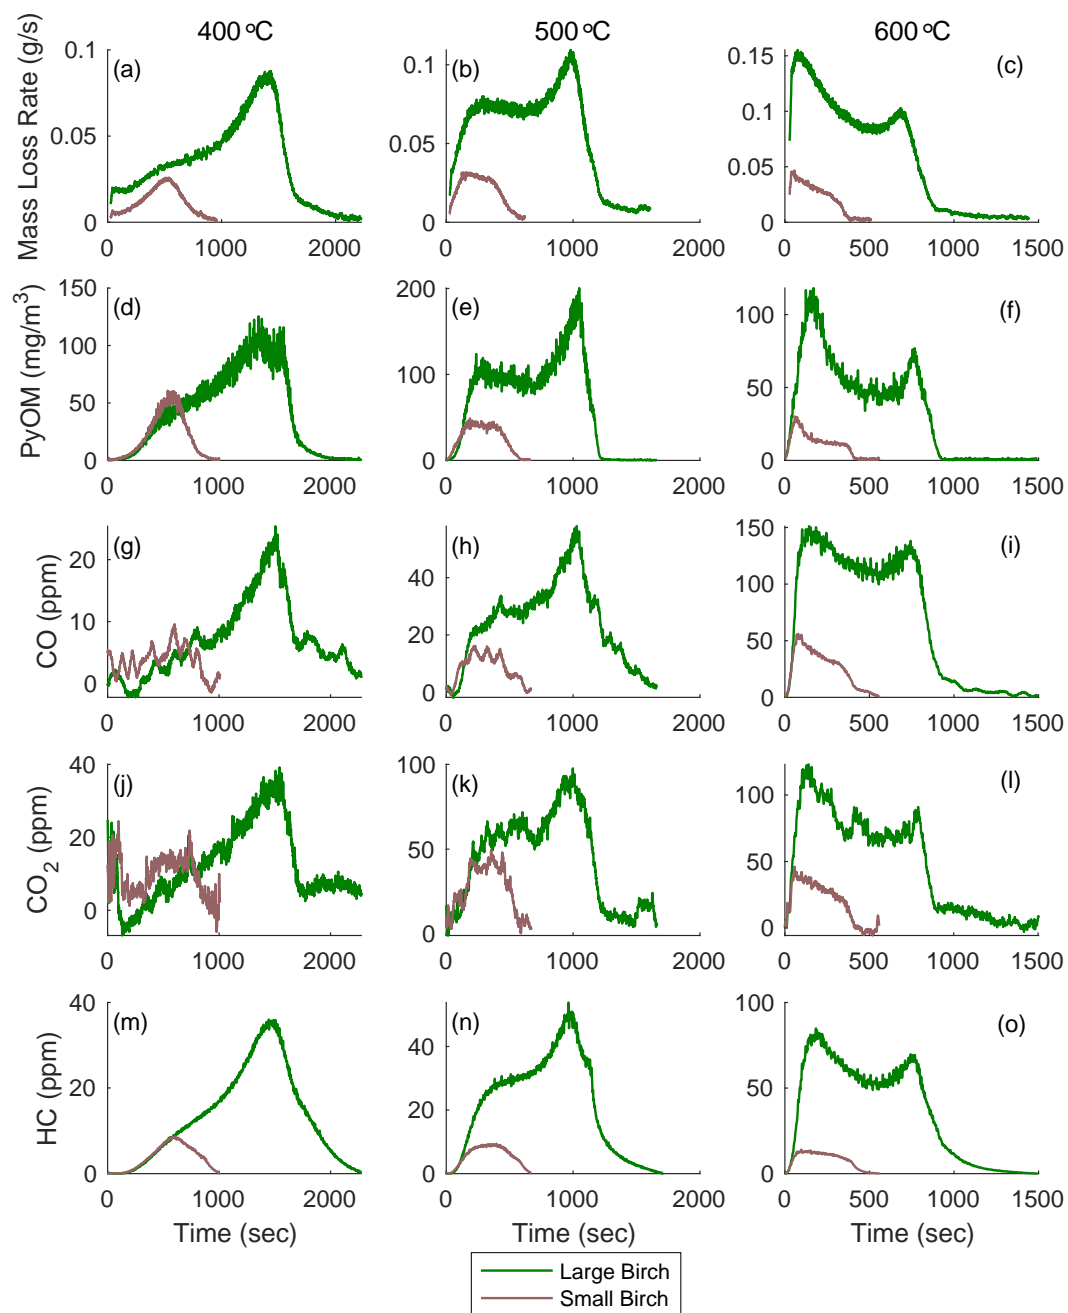 400 °C 500 °C 600 °C
Mass Loss Rate (g/s)
0.1
0.05
0
(a)
0 1000 2000
0.1
0.05
0
(b)
0 1000 2000
0.15
0.1
0.05
0
(c)
0 500 1000 1500
PyOM (mg/m³)
150
100
50
0
(d)
0 1000 2000
200
100
0
(e)
0 1000 2000
100
50
0
(f)
0 500 1000 1500
CO (ppm)
20
10
0
(g)
0 1000 2000
40
20
0
(h)
0 1000 2000
150
100
50
0
(i)
0 500 1000 1500
CO₂ (ppm)
40
20
0
(j)
0 1000 2000
100
50
0
(k)
0 1000 2000
100
50
0
(l)
0 500 1000 1500
HC (ppm)
40
20
0
(m)
0 1000 2000
Time (sec)
40
20
0
(n)
0 1000 2000
Time (sec)
100
50
0
(o)
0 500 1000 1500
Time (sec)
Large Birch
Small Birch